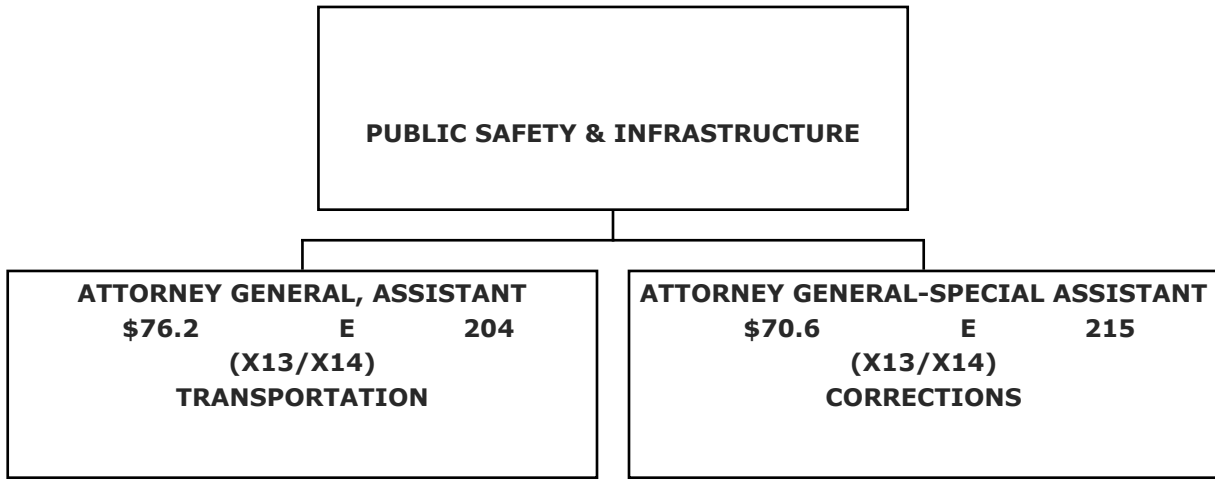 PUBLIC SAFETY & INFRASTRUCTURE
ATTORNEY GENERAL, ASSISTANT
$76.2 E 204
(X13/X14)
TRANSPORTATION
ATTORNEY GENERAL-SPECIAL ASSISTANT
$70.6 E 215
(X13/X14)
CORRECTIONS